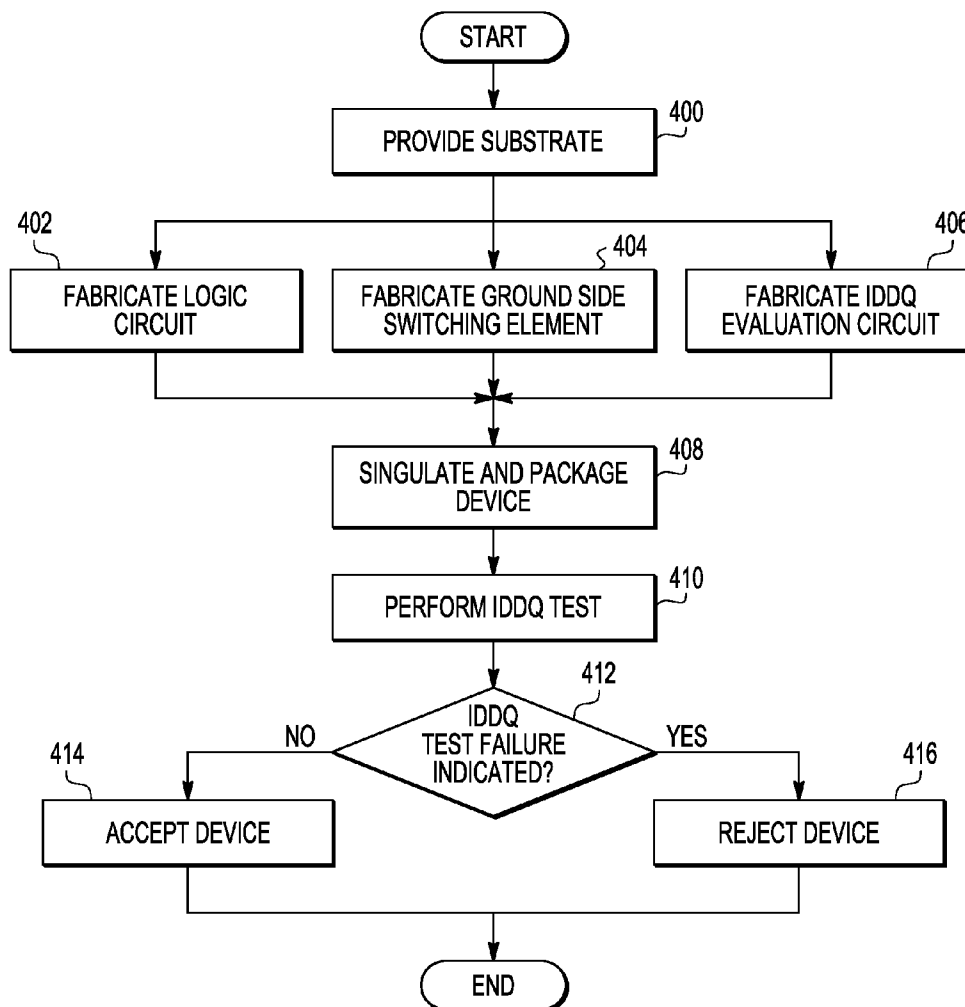 START
400
PROVIDE SUBSTRATE
402
404
406
FABRICATE LOGIC
CIRCUIT
FABRICATE GROUND SIDE
SWITCHING ELEMENT
FABRICATE IDDQ
EVALUATION CIRCUIT
408
SINGULATE AND PACKAGE
DEVICE
410
PERFORM IDDQ TEST
412
IDDQ
TEST FAILURE
INDICATED?
NO
YES
414
416
ACCEPT DEVICE
REJECT DEVICE
END